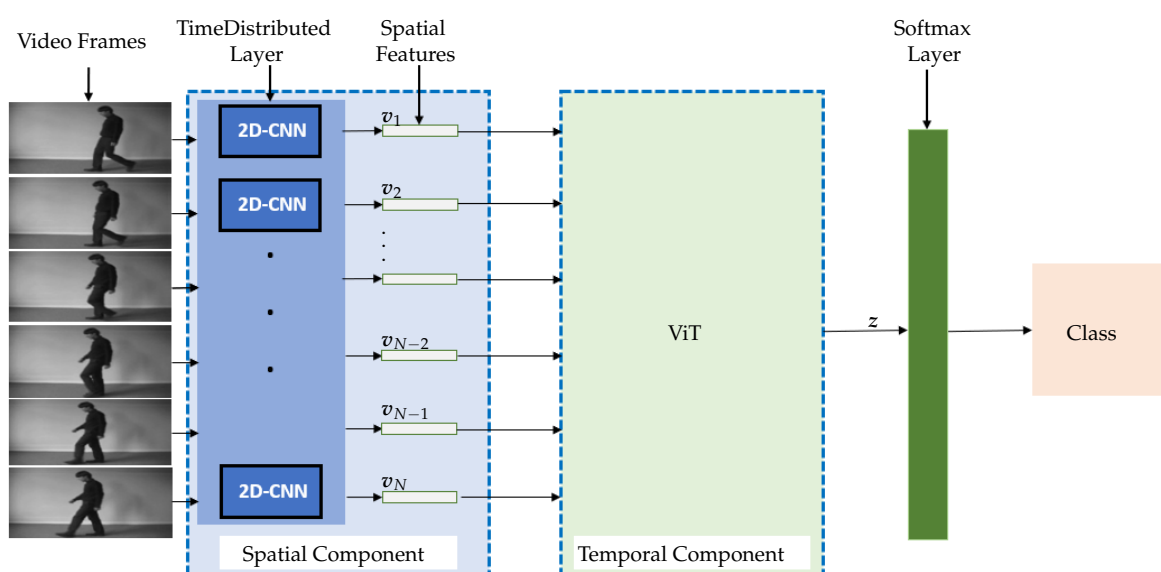 Video Frames
TimeDistributed
Layer
Spatial
Features
Softmax
Layer
2D-CNN
v1
2D-CNN
v2
.
.
.
.
.
.
vN−2
ViT
z
Class
vN−1
2D-CNN
vN
Spatial Component
Temporal Component